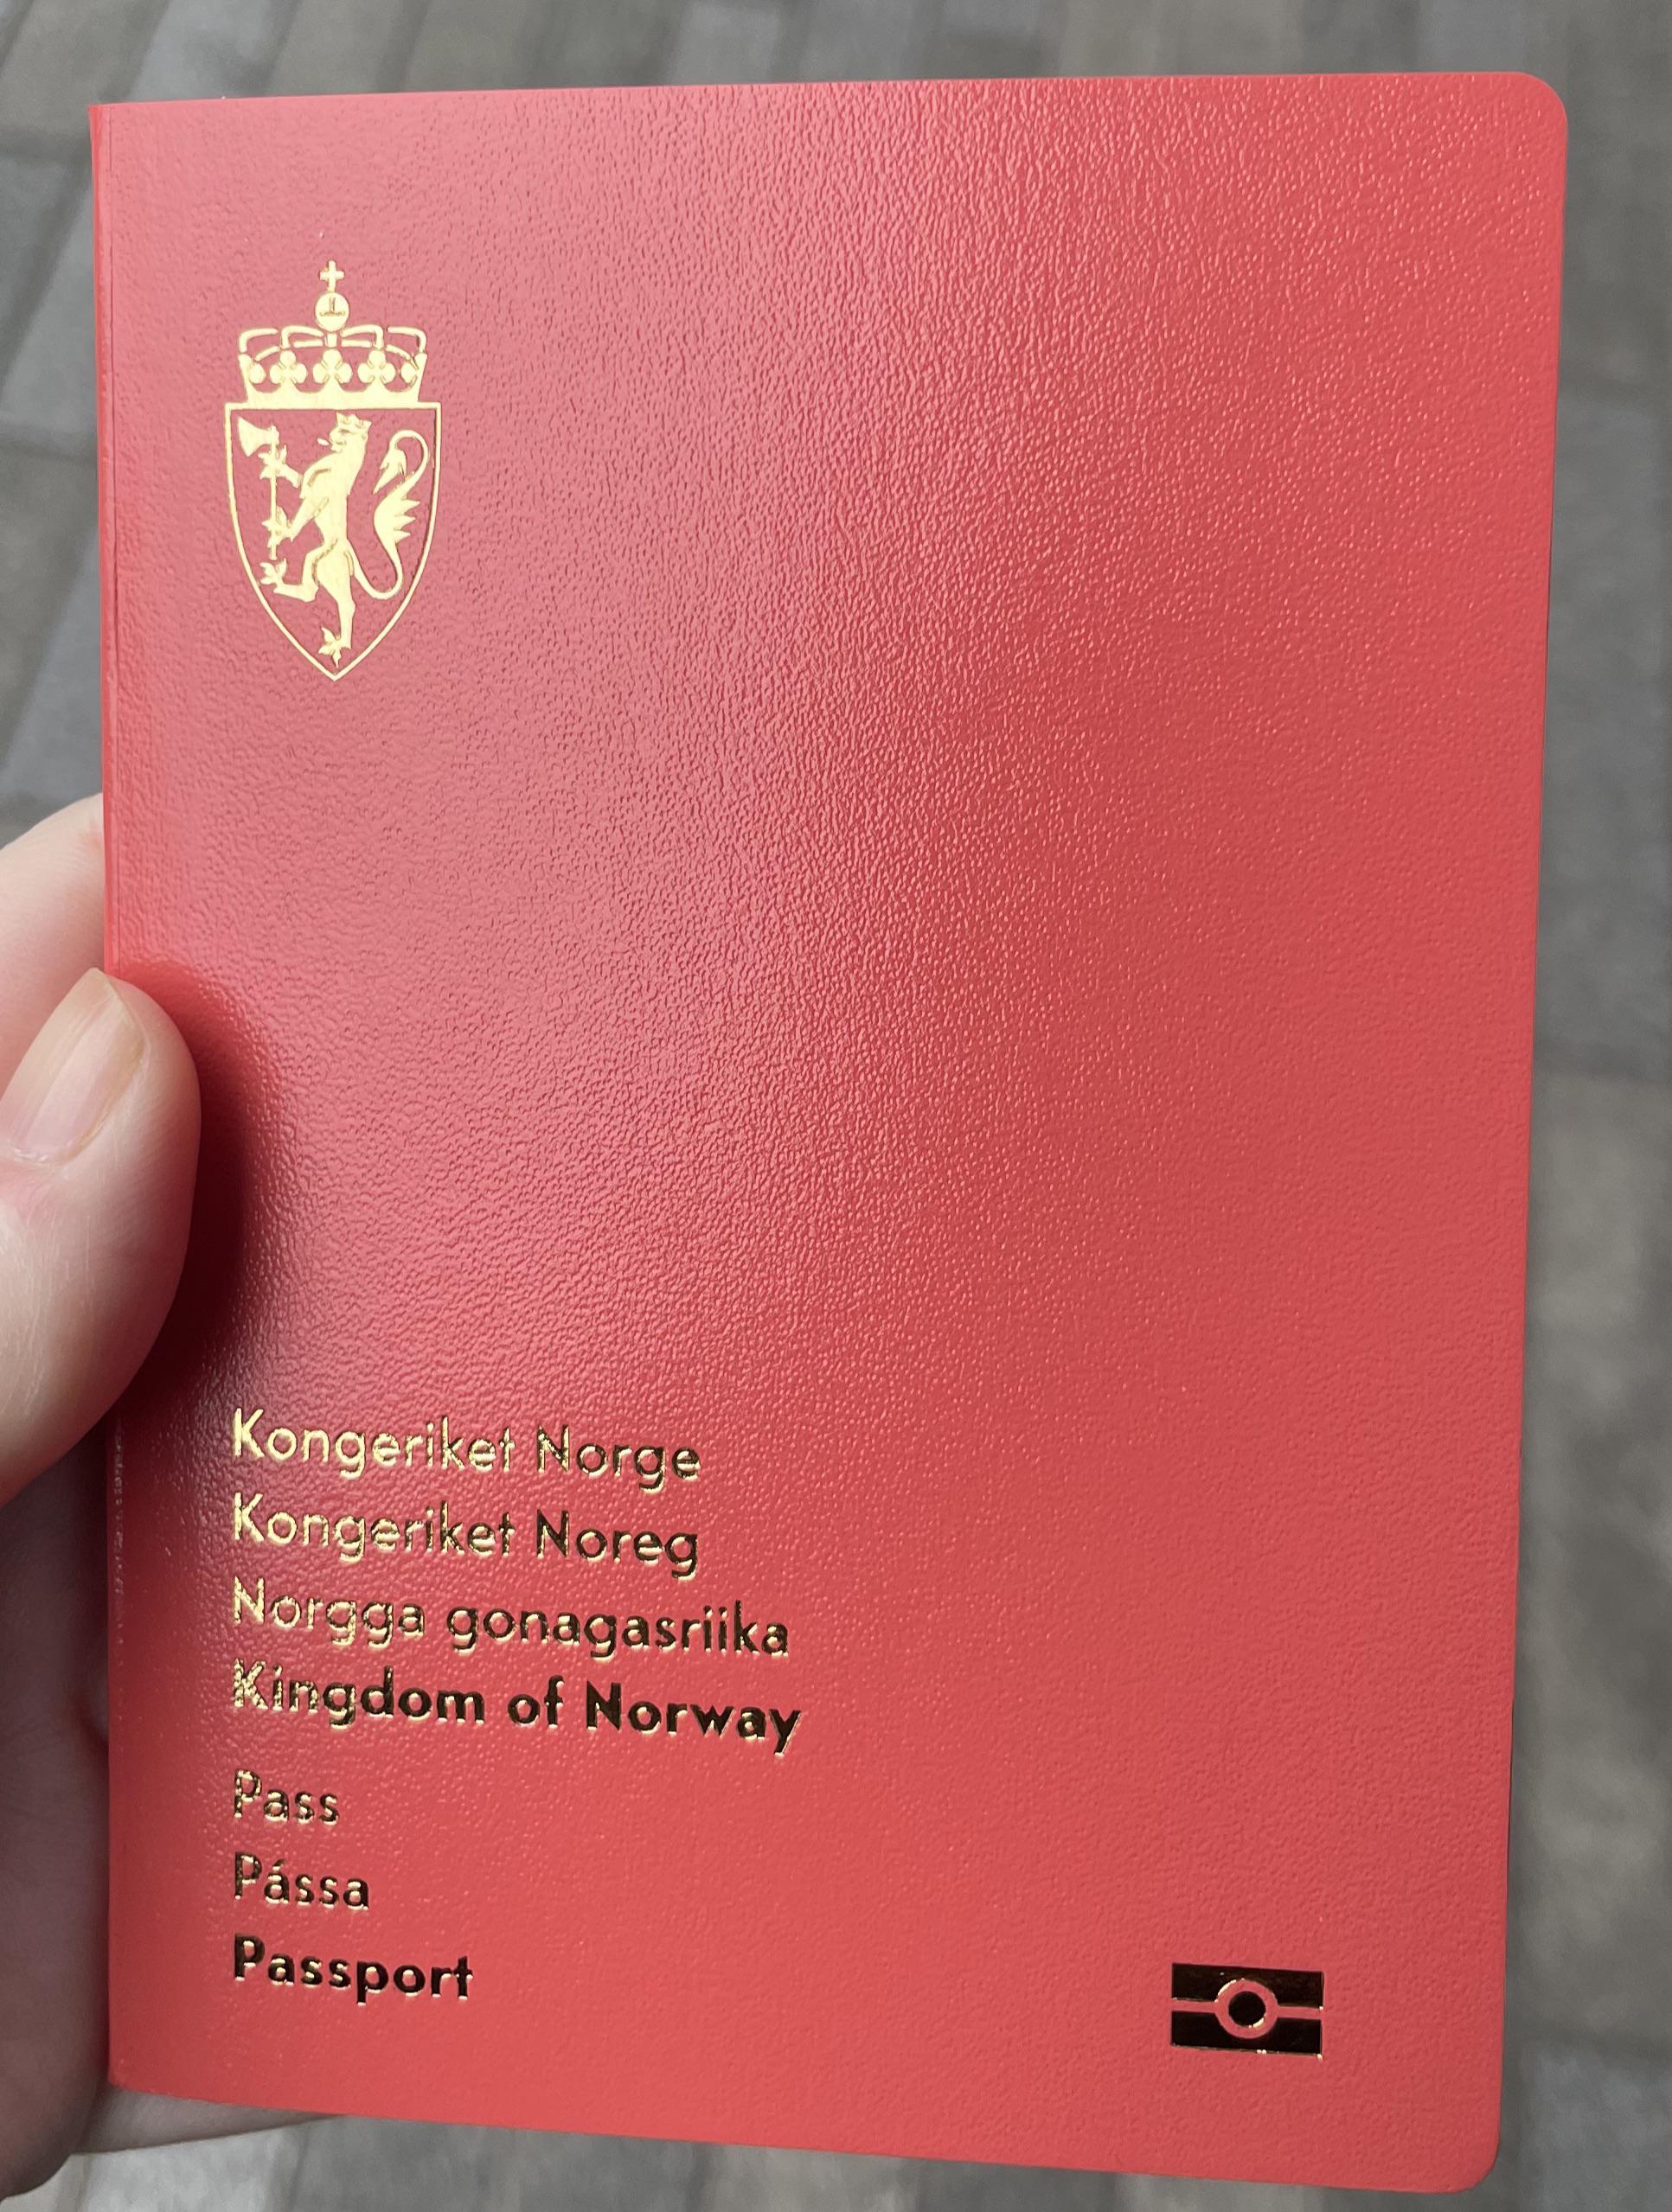 Kongeriket Norge
Kongeriket Noreg
Norgga gonagasriika
Kingdom of Norway
Pass
Pássa
Passport